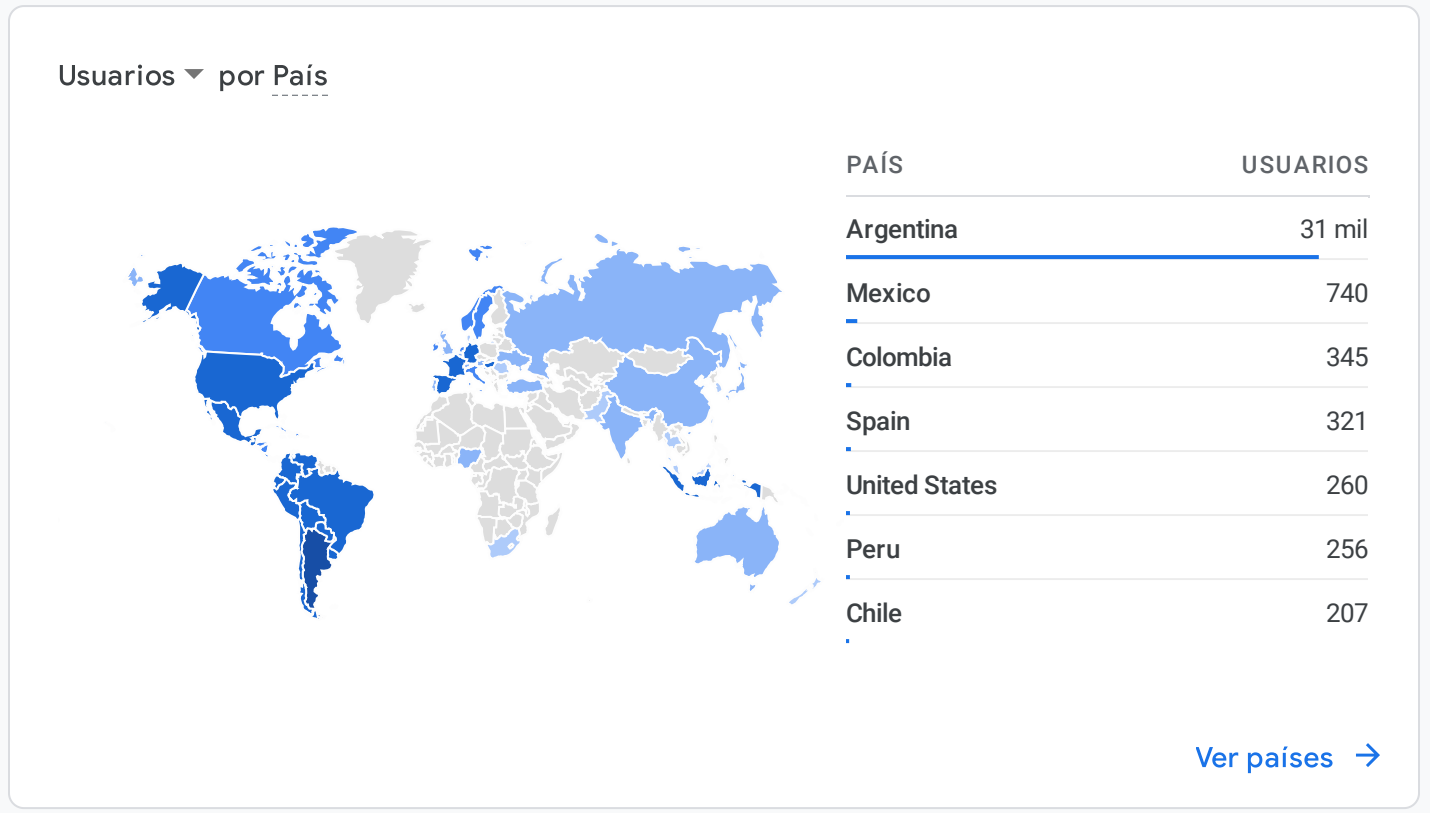 Usuarios por País
PAÍS USUARIOS
Argentina 31 mil
Mexico 740
Colombia 345
Spain 321
United States 260
Peru 256
Chile 207
Ver países